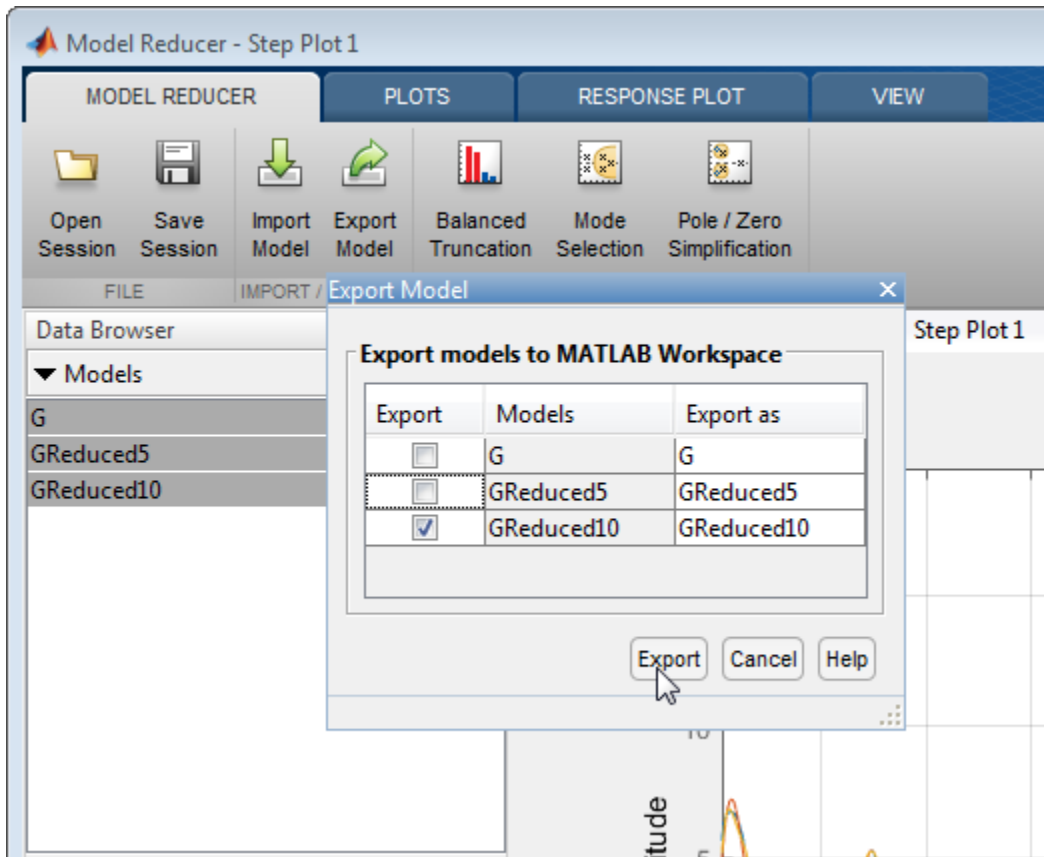 Model Reducer - Step Plot 1
MODEL REDUCER PLOTS RESPONSE PLOT VIEW
Open Session
Save Session
Import Model
Export Model
Balanced Truncation
Mode Selection
Pole / Zero Simplification
FILE IMPORT /
Export Model
Data Browser
Step Plot 1
Models
G
GReduced5
GReduced10
Export models to MATLAB Workspace
Export Models Export as
G G
GReduced5 GReduced5
GReduced10 GReduced10
Export Cancel Help
10